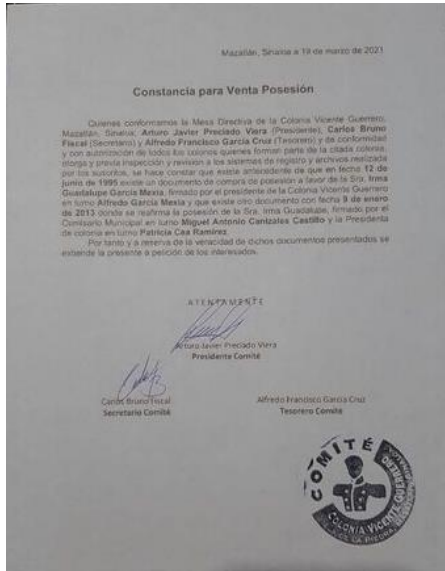 Mazatlán, Sinaloa a 19 de marzo de 2021
Constancia para Venta Posesión
Quienes conformamos la Mesa Directiva de la Colonia Vicente Guerrero,
Mazatlán, Sinaloa, Arturo Javier Preciado Viera (Presidente), Carlos Bruno
Fiscal (Secretario) y Alfredo Francisco García Cruz (Tesorero) y de conformidad
y con autorización de todos los colonos quienes forman parte de la citada colonia,
otorga y previa inspección y revisión a los sistemas de registro y archivos realizada
por los suscritos, se hace constar que existe antecedente de que en fecha 12 de
junio de 1995 existe un documento de compra de posesión a favor de la Sra. Irma
Guadalupe García Mexia, firmado por el presidente de la Colonia Vicente Guerrero
en turno Alfredo García Mexia y que existe otro documento con fecha 9 de enero
de 2013 donde se reafirma la posesión de la Sra. Irma Guadalupe, firmado por el
Comisario Municipal en turno Miguel Antonio Canizales Castillo y la Presidenta
de colonia en turno Patricia Cea Ramírez.
Por tanto y a reserva de la veracidad de dichos documentos presentados se
extiende la presente a petición de los interesados.
ATENTAMENTE
Arturo Javier Preciado Viera
Presidente Comité
Carlos Bruno Fiscal
Secretario Comité
Alfredo Francisco García Cruz
Tesorero Comité
COMITÉ
COLONIA VICENTE GUERRERO